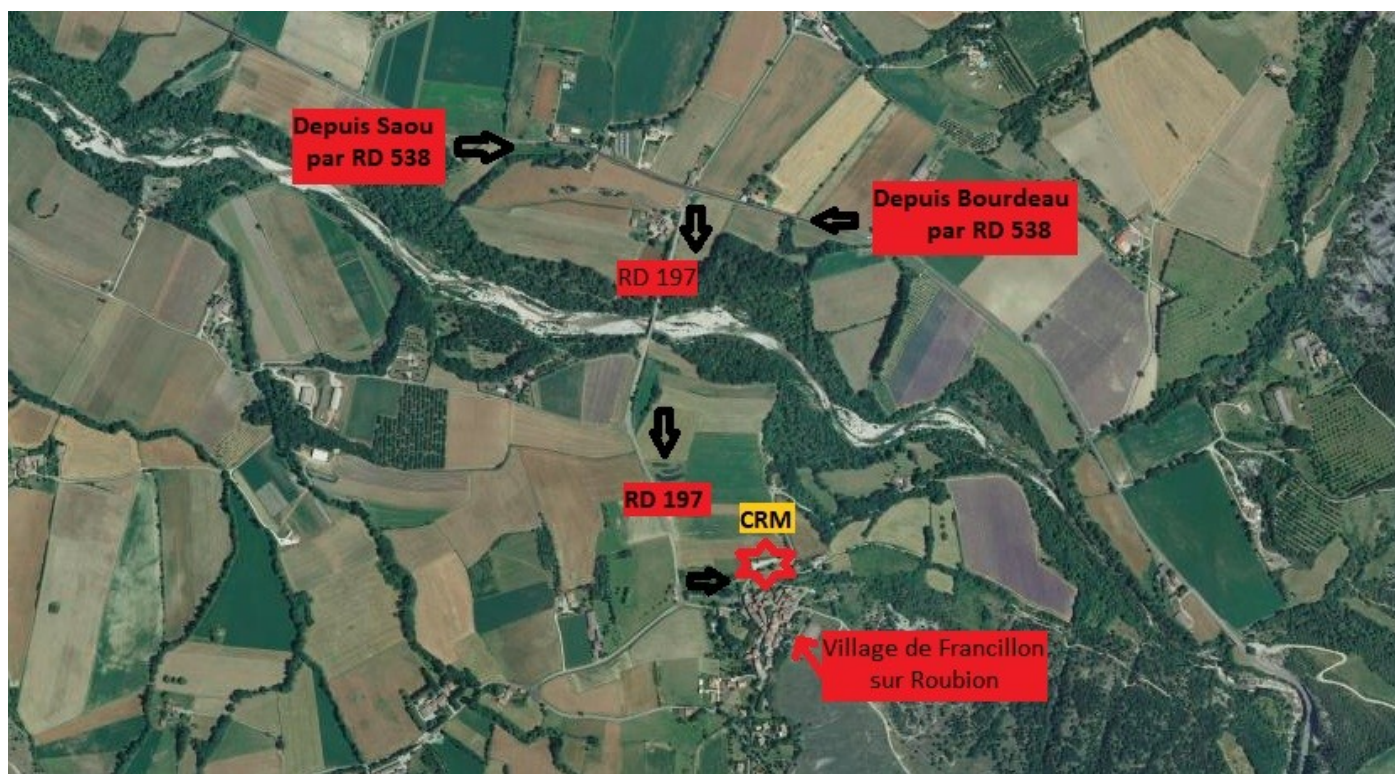 Depuis Saou
par RD 538
Depuis Bourdeau
par RD 538
RD 197
RD 197
CRM
Village de Francillon
sur Roubion